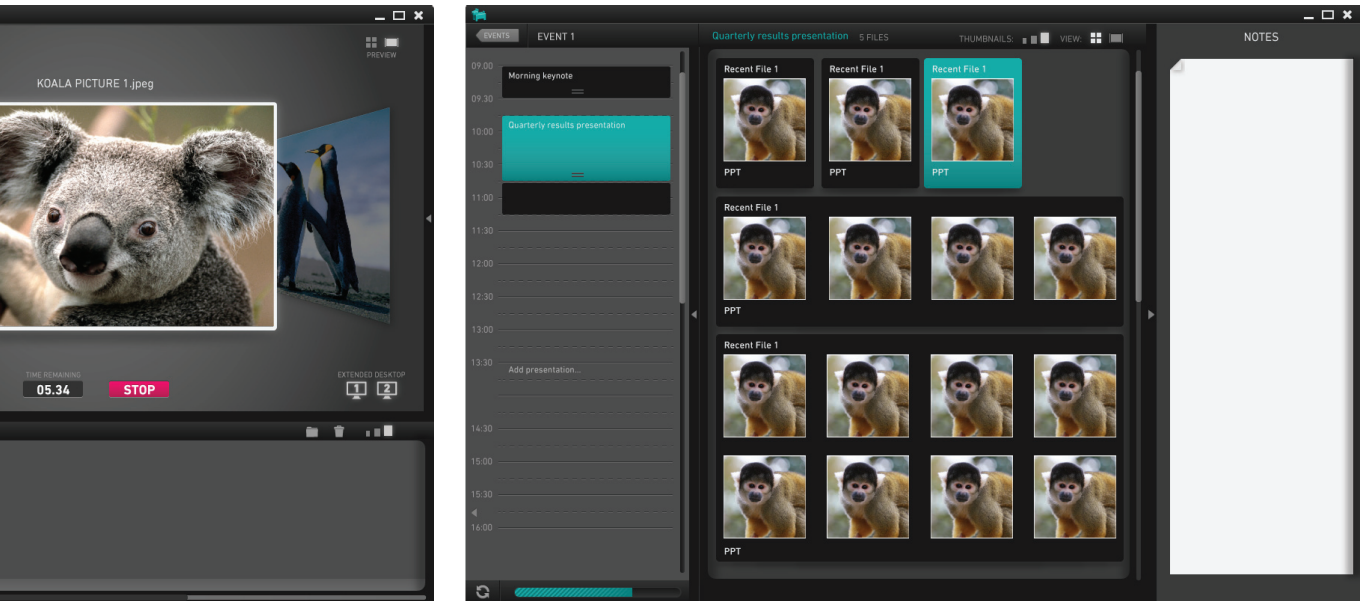 PREVIEW
KOALA PICTURE 1.jpeg
TIME REMAINING
05.34
STOP
EXTENDED DESKTOP
1 2
EVENTS
EVENT 1
09.00
Morning keynote
09.30
10:00
Quarterly results presentation
10:30
11:00
11:30
12:00
12:30
13:00
13:30
Add presentation...
14:30
15:00
15:30
16:00
Quarterly results presentation 5 FILES
THUMBNAILS: VIEW:
Recent File 1 Recent File 1 Recent File 1
PPT PPT PPT
Recent File 1
PPT
Recent File 1
PPT
NOTES